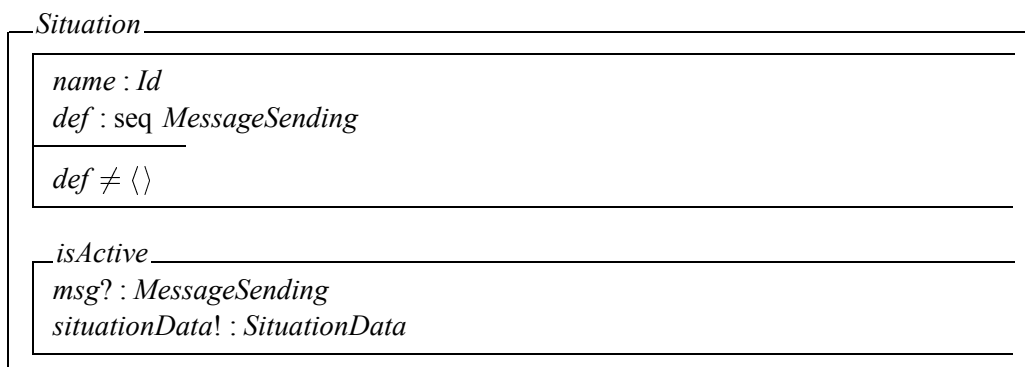 Situation
name : Id
def : seq MessageSending
def ≠ ⟨⟩
isActive
msg? : MessageSending
situationData! : SituationData